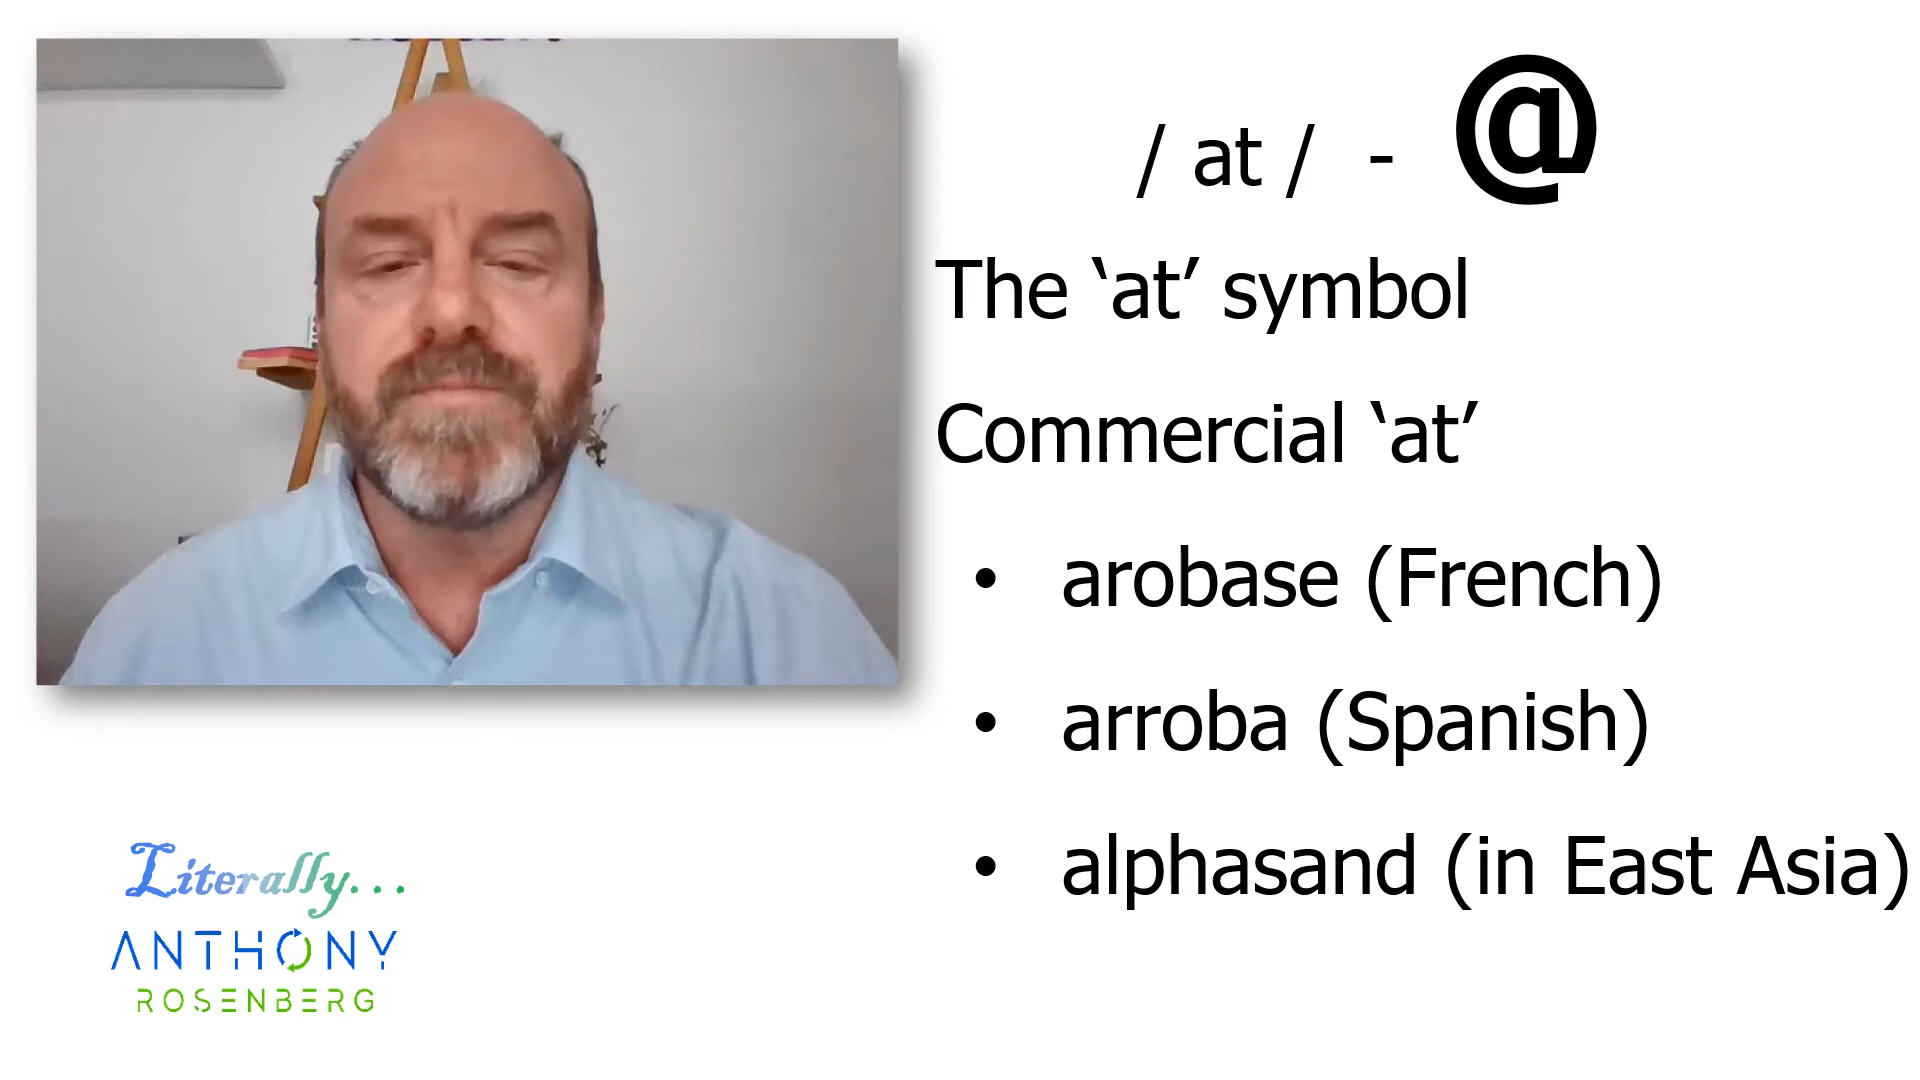 / at / - @
The ‘at’ symbol
Commercial ‘at’
• arobase (French)
• arroba (Spanish)
• alphasand (in East Asia)
Literally...
ANTHONY
ROSENBERG